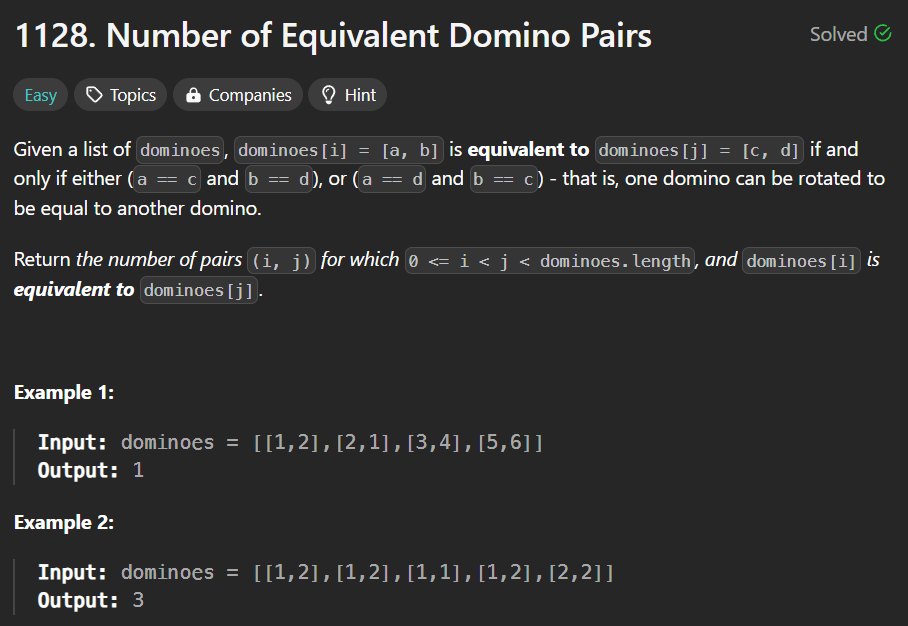 1128. Number of Equivalent Domino Pairs
Solved
Easy Topics Companies Hint
Given a list of dominoes, dominoes[i] = [a, b] is equivalent to dominoes[j] = [c, d] if and
only if either (a == c and b == d), or (a == d and b == c) - that is, one domino can be rotated to
be equal to another domino.
Return the number of pairs (i, j) for which 0 <= i < j < dominoes.length, and dominoes[i] is
equivalent to dominoes[j].
Example 1:
Input: dominoes = [[1,2],[2,1],[3,4],[5,6]]
Output: 1
Example 2:
Input: dominoes = [[1,2],[1,2],[1,1],[1,2],[2,2]]
Output: 3